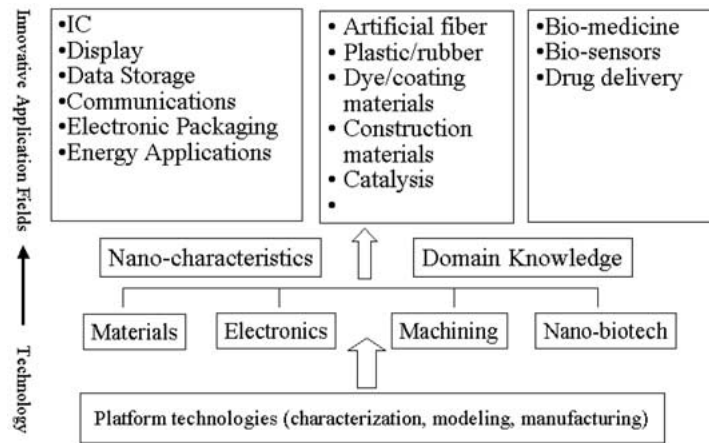 Innovative Application Fields
Technology
•IC
•Display
•Data Storage
•Communications
•Electronic Packaging
•Energy Applications
• Artificial fiber
• Plastic/rubber
• Dye/coating
materials
• Construction
materials
• Catalysis
•
•Bio-medicine
•Bio-sensors
•Drug delivery
Nano-characteristics
Domain Knowledge
Materials
Electronics
Machining
Nano-biotech
Platform technologies (characterization, modeling, manufacturing)